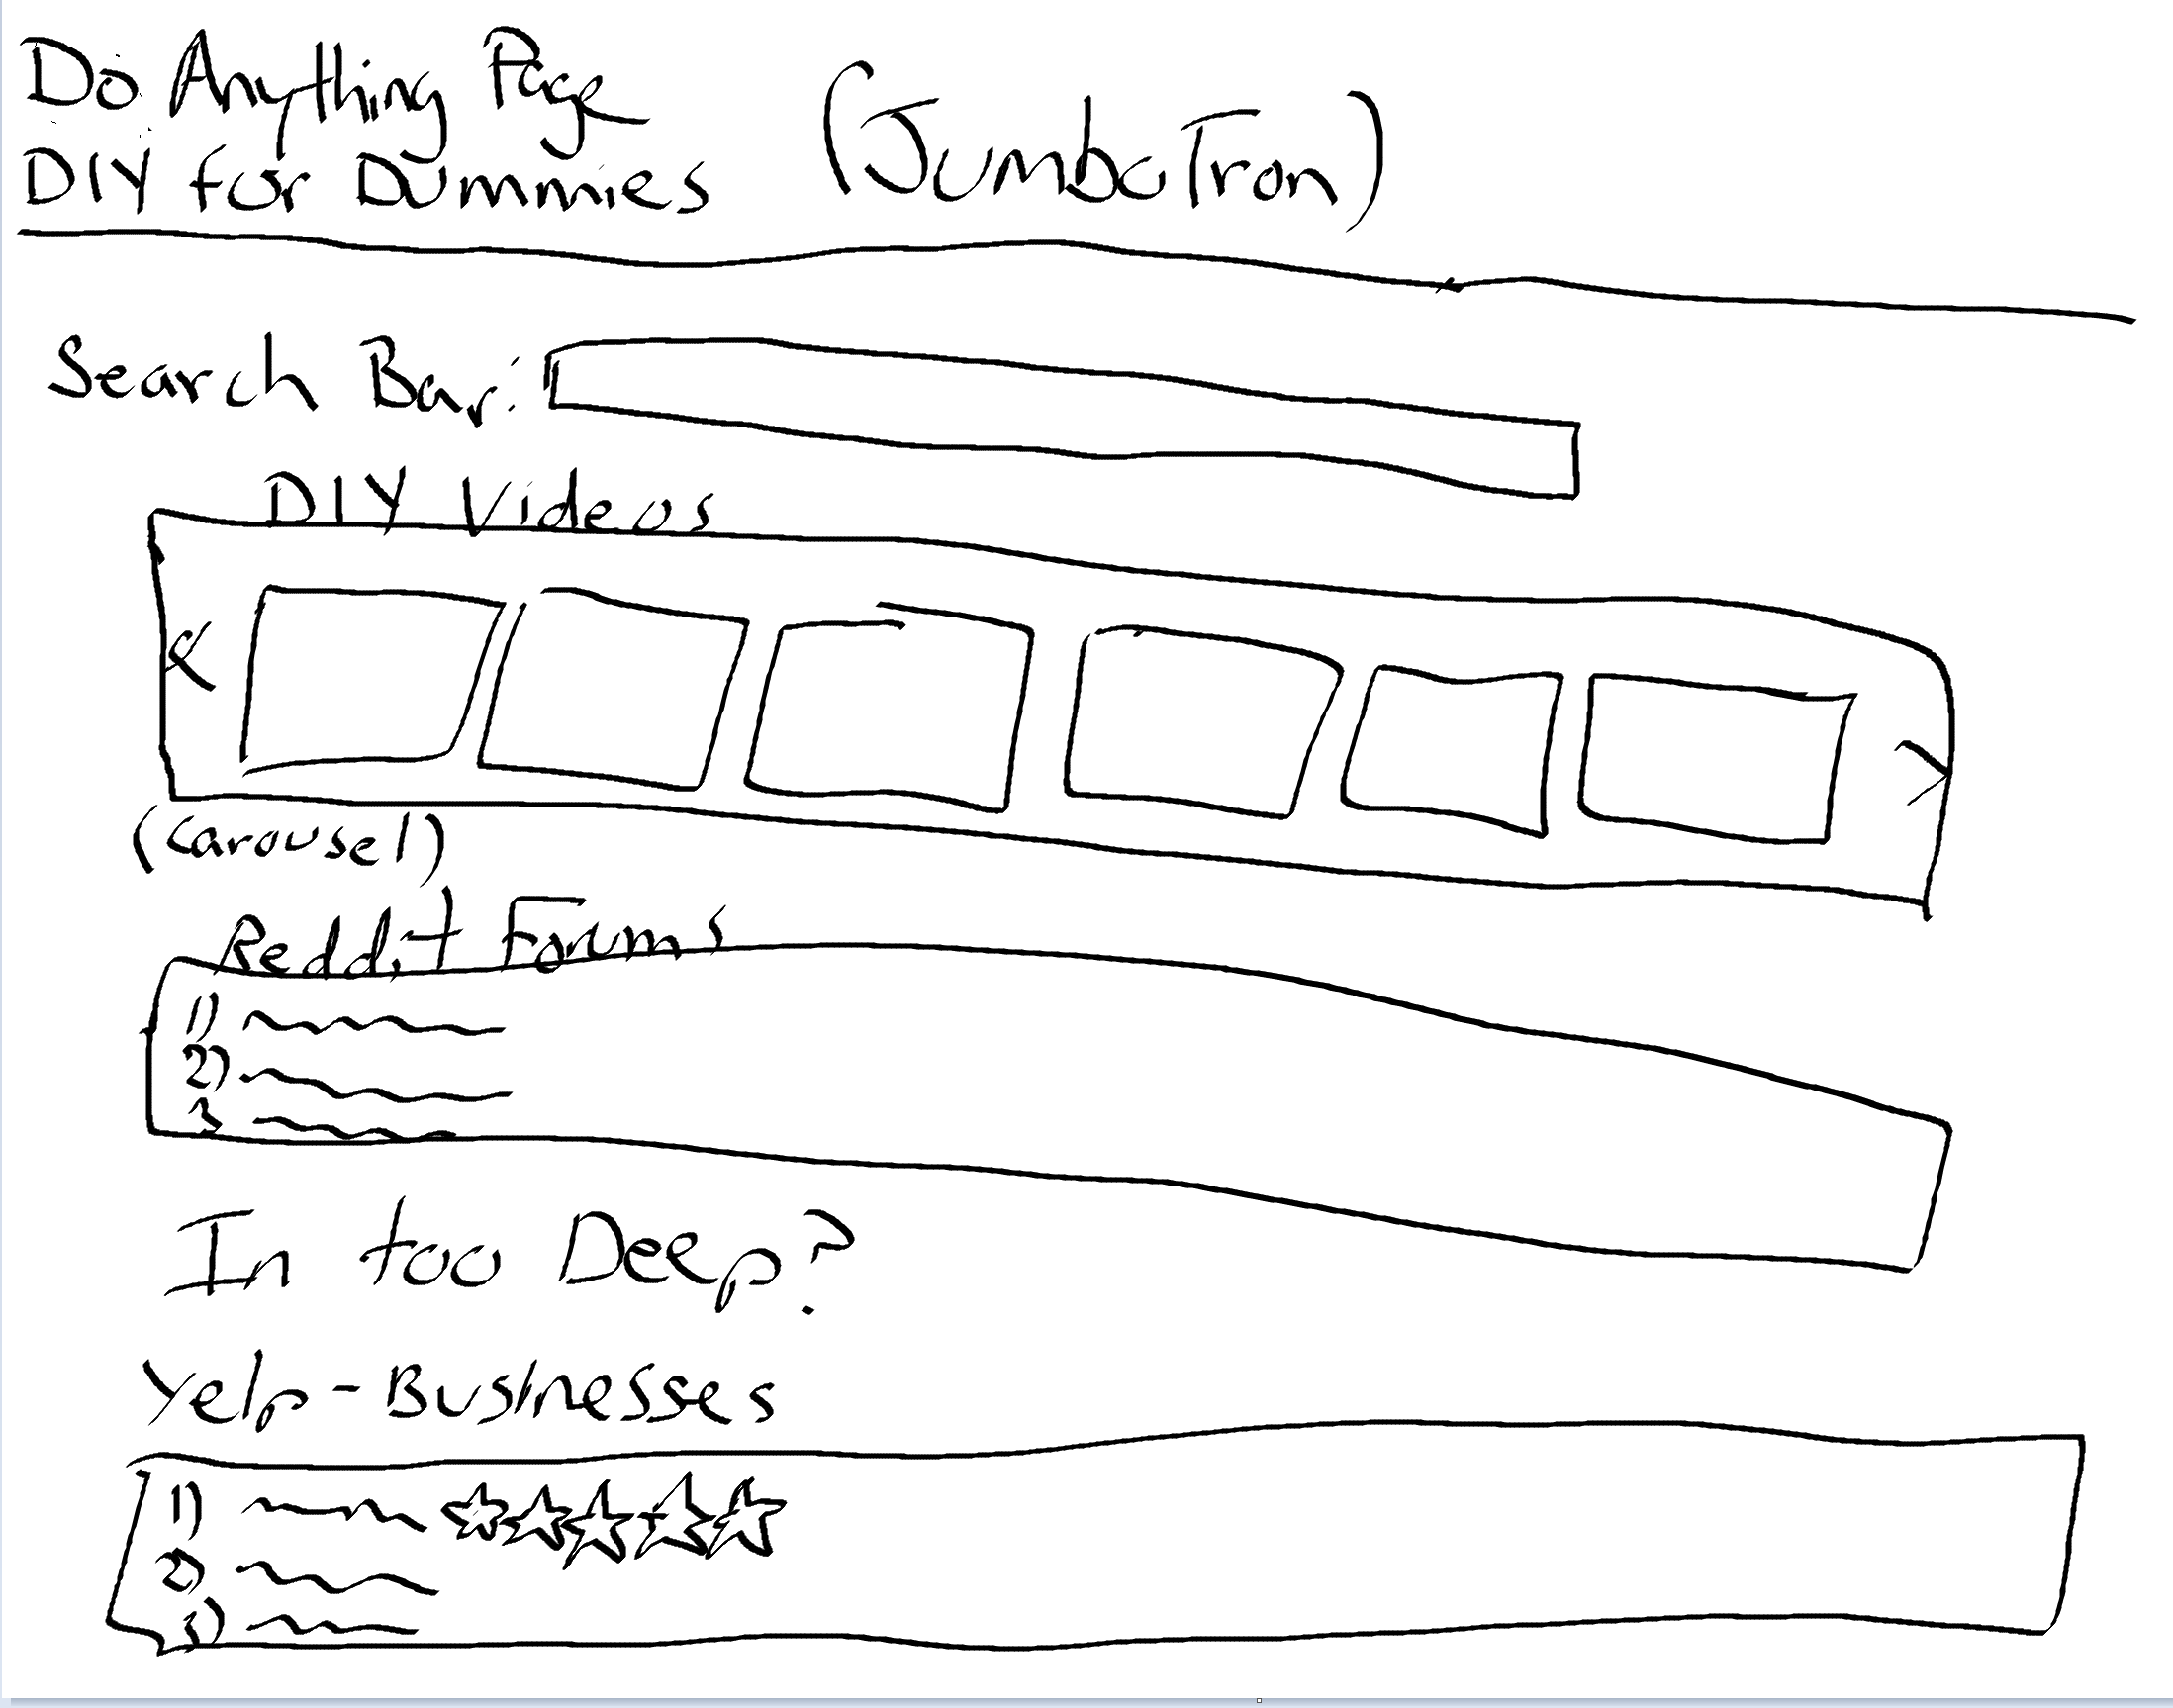 Do Anything Page
DIY for Dummies
(JumboTron)
Search Bar:
DIY Videos
<
>
(carousel)
Reddit Forums
1)
2)
3
In too Deep?
Yelp-Businesses
1)
2)
3)